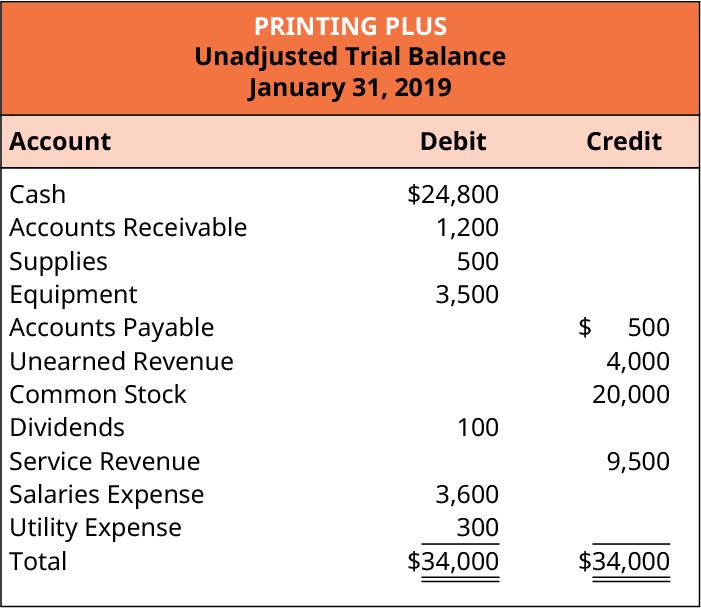 PRINTING PLUS
Unadjusted Trial Balance
January 31, 2019
Account Debit Credit
Cash $24,800
Accounts Receivable 1,200
Supplies 500
Equipment 3,500
Accounts Payable $ 500
Unearned Revenue 4,000
Common Stock 20,000
Dividends 100
Service Revenue 9,500
Salaries Expense 3,600
Utility Expense 300
Total $34,000 $34,000